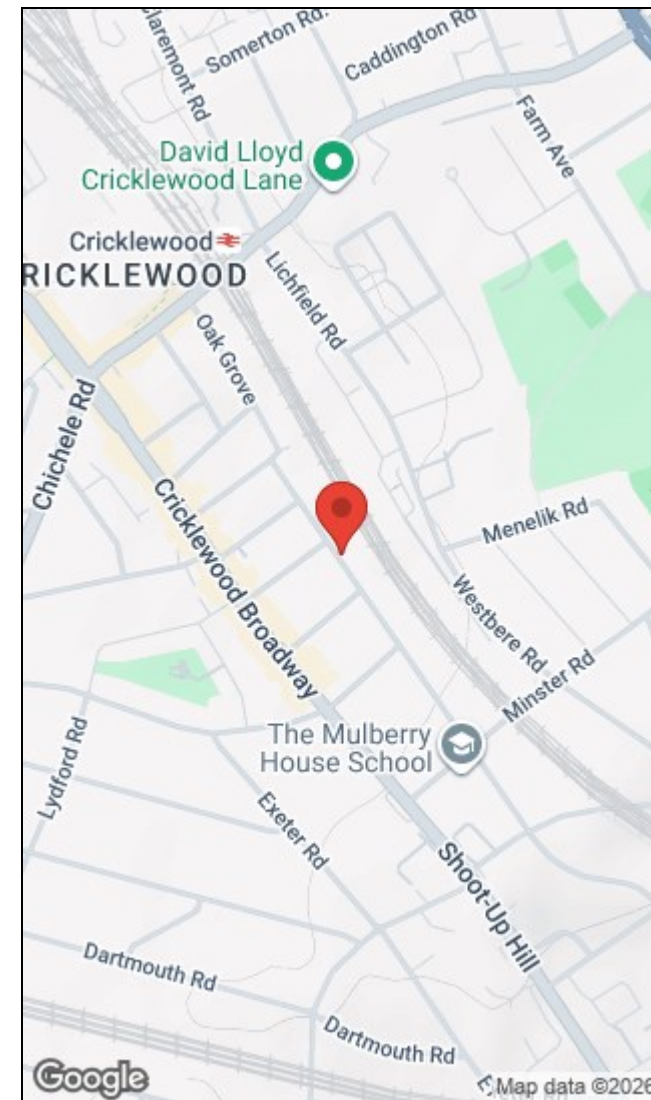 Claremont Rd
Somerton Rd.
Caddington Rd
Farm Ave
David Lloyd
Cricklewood Lane
Cricklewood
RICKLEWOOD
Lichfield Rd
Oak Grove
Chichele Rd
Cricklewood Broadway
Menelik Rd
Westbere Rd
Minster Rd
The Mulberry
House School
Lydford Rd
Exeter Rd
Shoot-Up Hill
Dartmouth Rd
Dartmouth Rd
Google
Map data ©2026